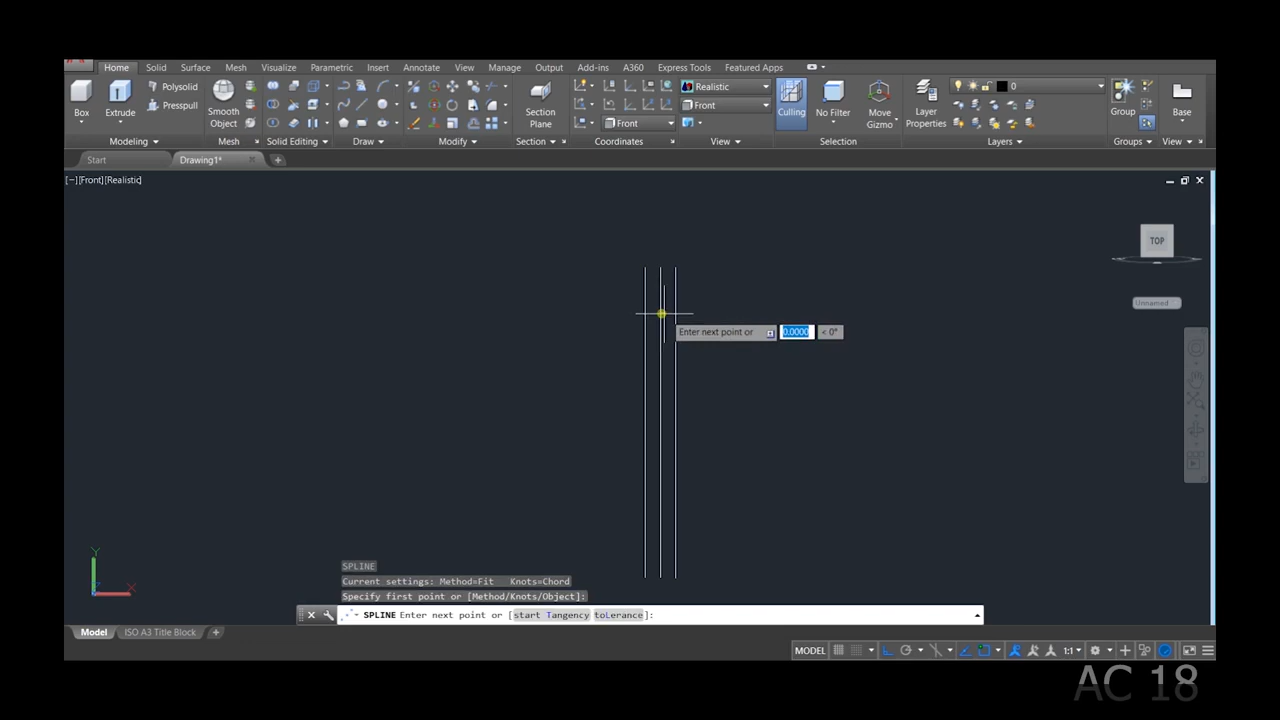 Home Solid Surface Mesh Visualize Parametric Insert Annotate View Manage Output Add-ins A360 Express Tools Featured Apps
Box
Extrude
Polysolid
Presspull
Smooth
Object
Section
Plane
Front
Realistic
Front
Culling
No Filter
Move
Gizmo
Layer
Properties
0
Group
Base
Modeling Mesh Solid Editing Draw Modify Section Coordinates View Selection Layers Groups View
Start Drawing1*
[−][Front][Realistic]
TOP
Unnamed
Enter next point or 0.0000 < 0°
Y
X
SPLINE
Current settings: Method=Fit Knots=Chord
Specify first point or [Method/Knots/Object]:
SPLINE Enter next point or [start Tangency toLerance]:
Model ISO A3 Title Block
MODEL 1:1
AC 18